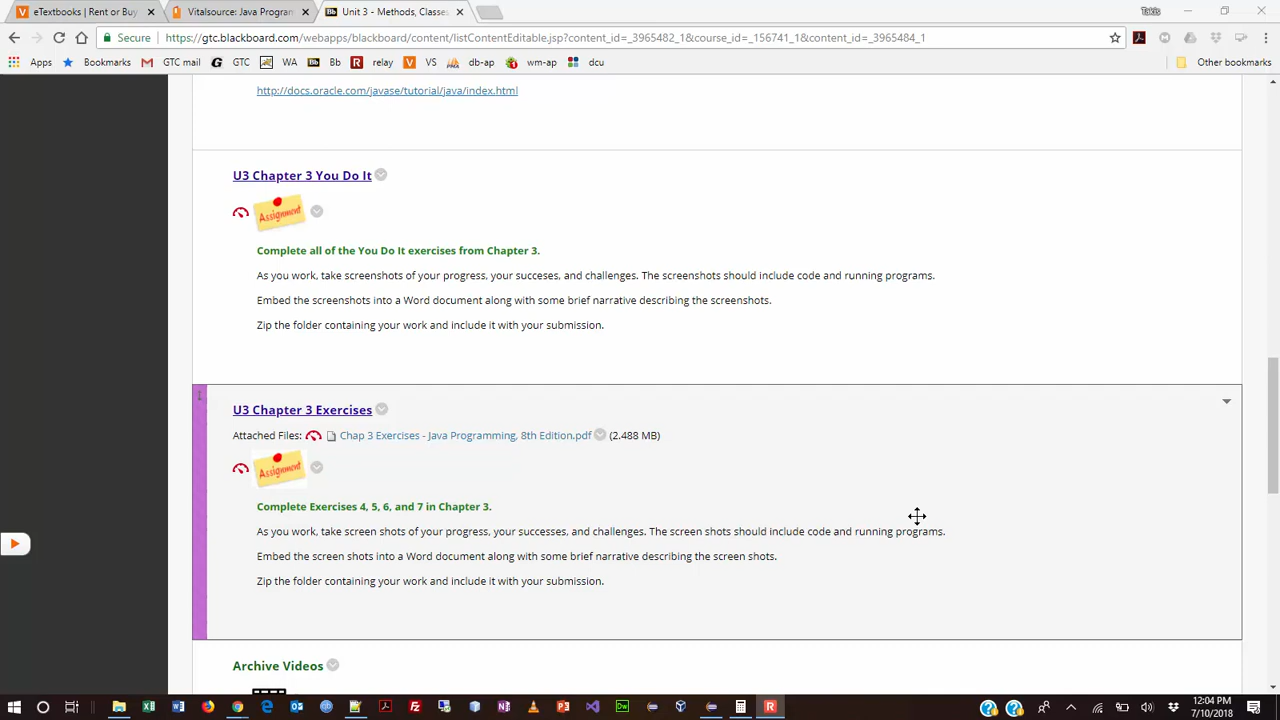 eTextbooks | Rent or Buy
Vitalsource: Java Program
Unit 3 - Methods, Classes
Takis
Secure
https://gtc.blackboard.com/webapps/blackboard/content/listContentEditable.jsp?content_id=_3965482_1&course_id=_156741_1&content_id=_3965484_1
Apps
Bookmarks
GTC mail
GTC
WA
Bb
relay
VS
db-ap
wm-ap
dcu
Other bookmarks
http://docs.oracle.com/javase/tutorial/java/index.html
U3 Chapter 3 You Do It
Assignment
Complete all of the You Do It exercises from Chapter 3.
As you work, take screenshots of your progress, your succeses, and challenges. The screenshots should include code and running programs.
Embed the screenshots into a Word document along with some brief narrative describing the screenshots.
Zip the folder containing your work and include it with your submission.
U3 Chapter 3 Exercises
Attached Files: Chap 3 Exercises - Java Programming, 8th Edition.pdf (2.488 MB)
Assignment
Complete Exercises 4, 5, 6, and 7 in Chapter 3.
As you work, take screen shots of your progress, your successes, and challenges. The screen shots should include code and running programs.
Embed the screen shots into a Word document along with some brief narrative describing the screen shots.
Zip the folder containing your work and include it with your submission.
Archive Videos
12:04 PM
7/10/2018